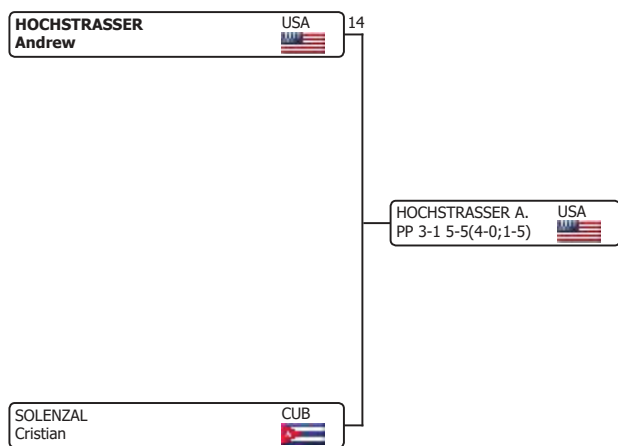 HOCHSTRASSER USA 14
Andrew
HOCHSTRASSER A. USA
PP 3-1 5-5(4-0;1-5)
SOLENZAL CUB
Cristian